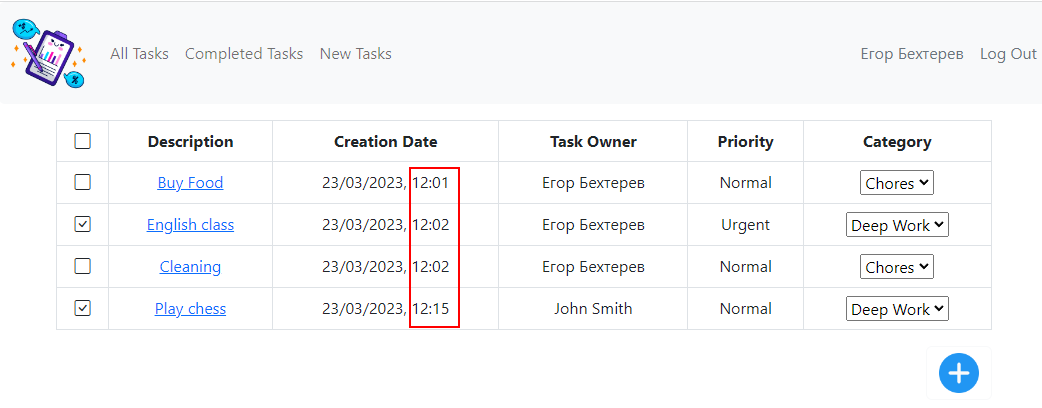 All Tasks Completed Tasks New Tasks Егор Бехтерев Log Out
Description Creation Date Task Owner Priority Category
Buy Food 23/03/2023, 12:01 Егор Бехтерев Normal Chores
English class 23/03/2023, 12:02 Егор Бехтерев Urgent Deep Work
Cleaning 23/03/2023, 12:02 Егор Бехтерев Normal Chores
Play chess 23/03/2023, 12:15 John Smith Normal Deep Work